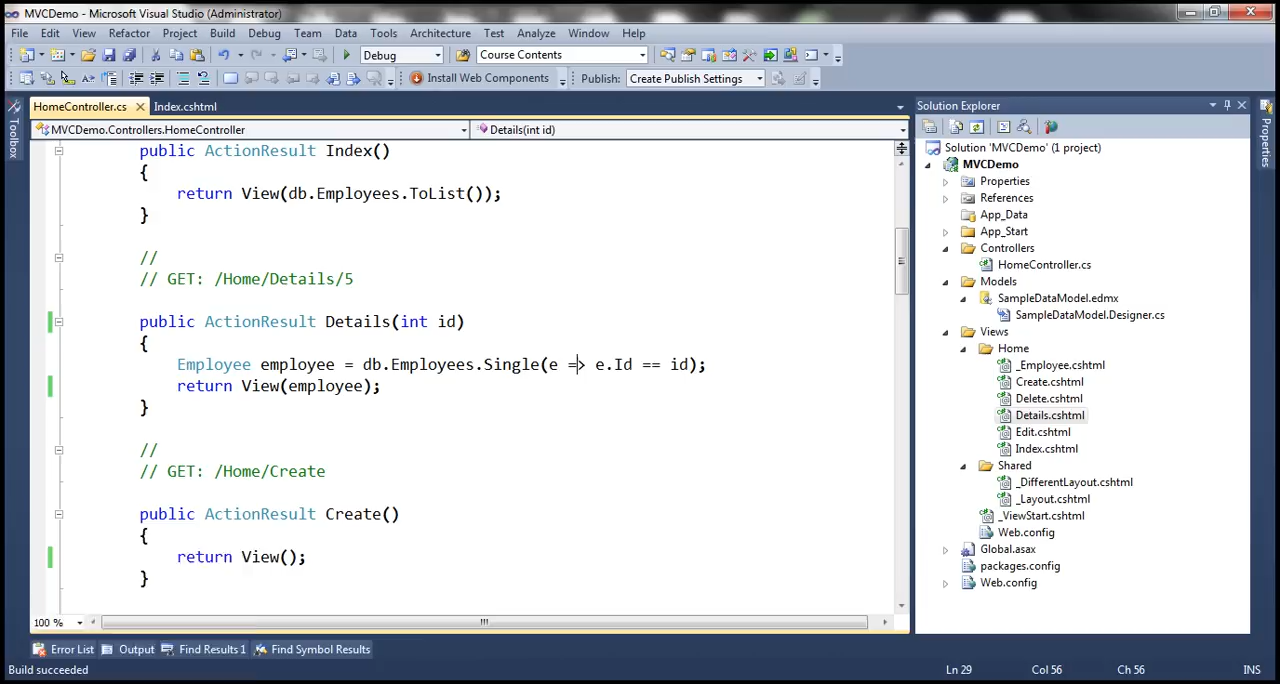 MVCDemo - Microsoft Visual Studio (Administrator)
File Edit View Refactor Project Build Debug Team Data Tools Architecture Test Analyze Window Help
Debug Course Contents
Install Web Components Publish: Create Publish Settings
HomeController.cs Index.cshtml
MVCDemo.Controllers.HomeController Details(int id)
Toolbox
public ActionResult Index()
{
return View(db.Employees.ToList());
}
//
// GET: /Home/Details/5
public ActionResult Details(int id)
{
Employee employee = db.Employees.Single(e => e.Id == id);
return View(employee);
}
//
// GET: /Home/Create
public ActionResult Create()
{
return View();
}
100 %
Solution Explorer
Solution 'MVCDemo' (1 project)
MVCDemo
Properties
References
App_Data
App_Start
Controllers
HomeController.cs
Models
SampleDataModel.edmx
SampleDataModel.Designer.cs
Views
Home
_Employee.cshtml
Create.cshtml
Delete.cshtml
Details.cshtml
Edit.cshtml
Index.cshtml
Shared
_DifferentLayout.cshtml
_Layout.cshtml
_ViewStart.cshtml
Web.config
Global.asax
packages.config
Web.config
Properties
Error List Output Find Results 1 Find Symbol Results
Build succeeded Ln 29 Col 56 Ch 56 INS